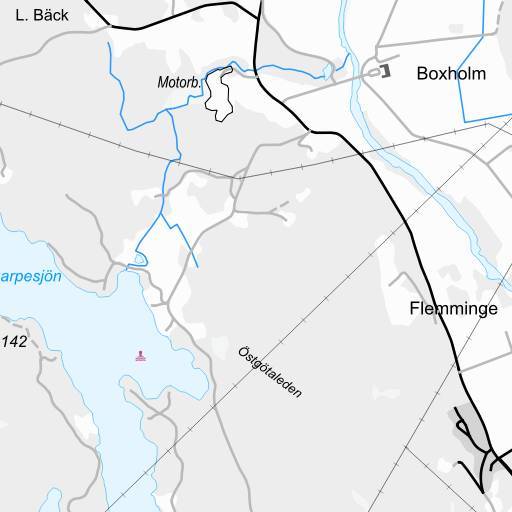 L. Bäck
Motorb.
Boxholm
arpesjön
Flemminge
142
Östgötaleden